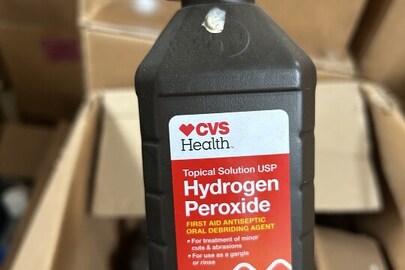 CVS
Health™
Topical Solution USP
Hydrogen
Peroxide
FIRST AID ANTISEPTIC
ORAL DEBRIDING AGENT
• For treatment of minor
cuts & abrasions
• For use as a gargle
or rinse